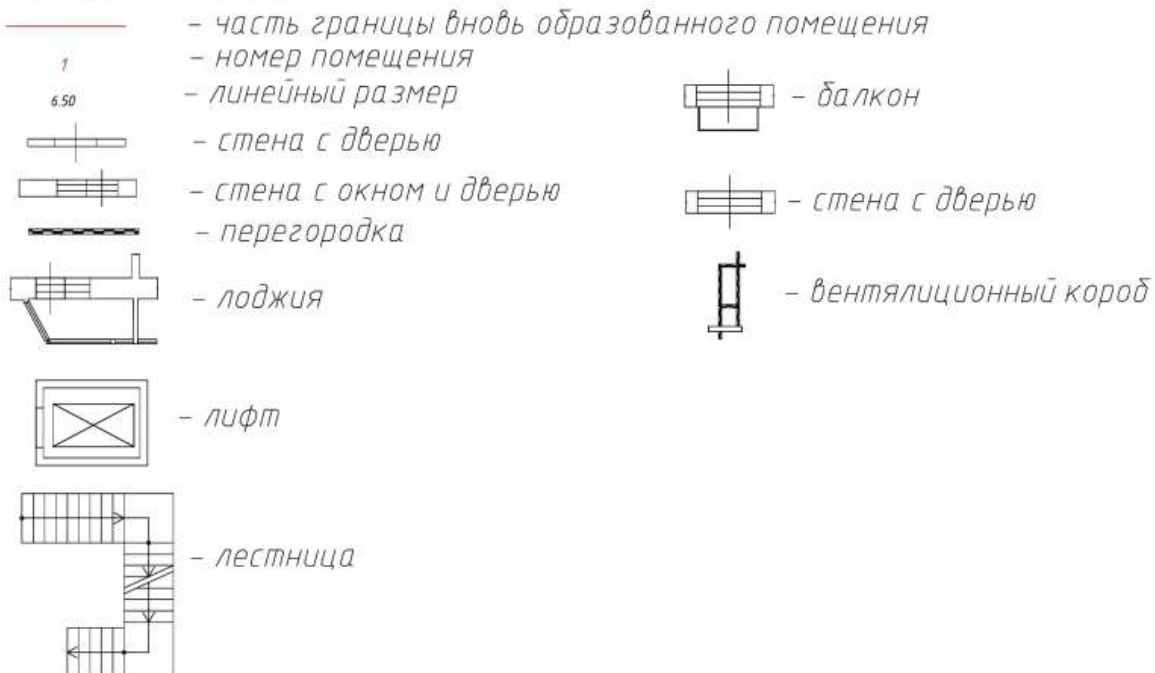 – часть границы вновь образованного помещения
1 – номер помещения
6.50 – линейный размер
– балкон
– стена с дверью
– стена с окном и дверью
– стена с дверью
– перегородка
– лоджия
– вентялиционный короб
– лифт
– лестница